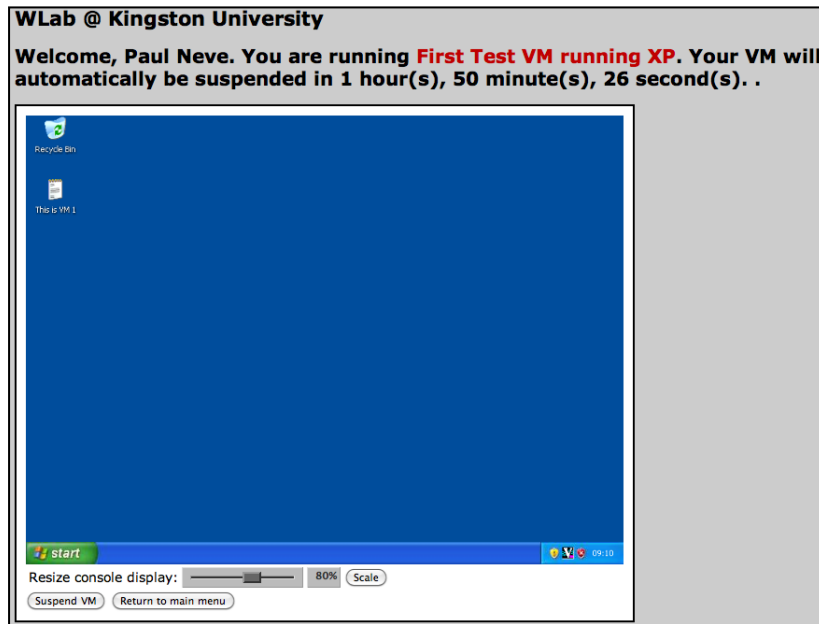 WLab @ Kingston University
Welcome, Paul Neve. You are running First Test VM running XP. Your VM will
automatically be suspended in 1 hour(s), 50 minute(s), 26 second(s). .
Recycle Bin
This is VM 1
start
09:10
Resize console display:
80%
Scale
Suspend VM
Return to main menu